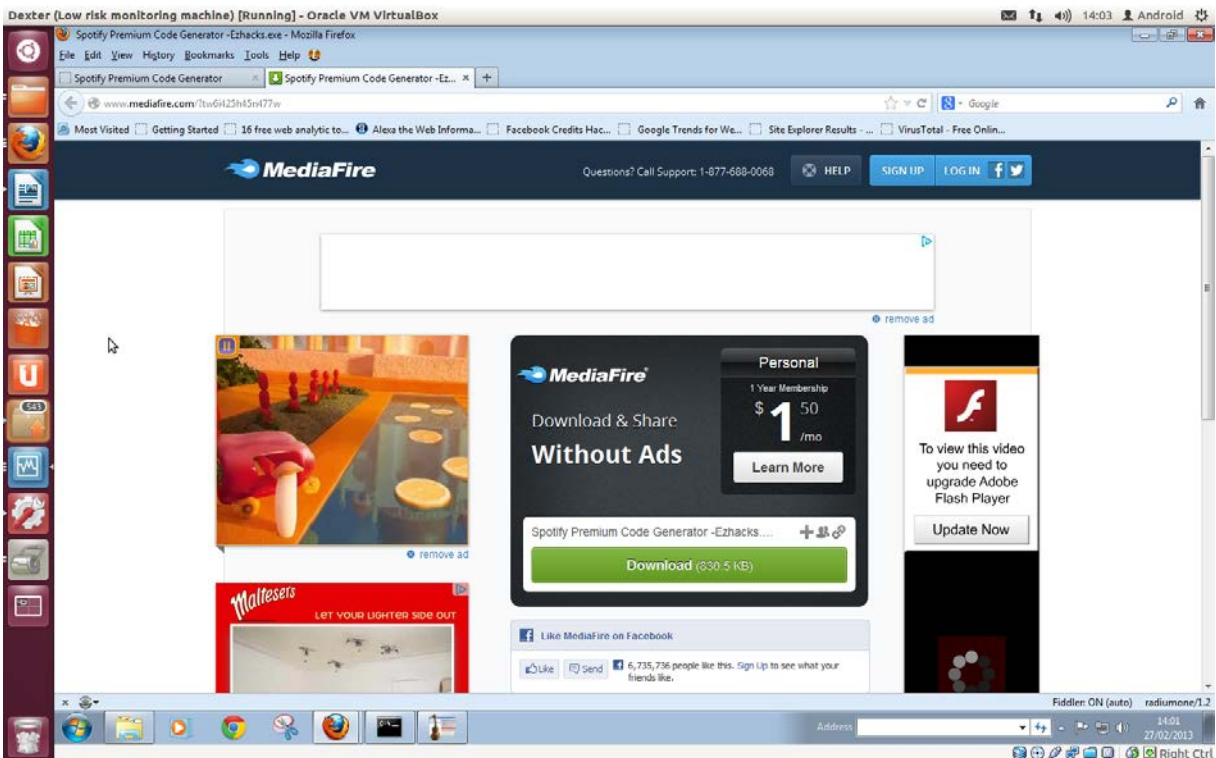 Dexter (Low risk monitoring machine) [Running] - Oracle VM VirtualBox
14:03 Android
Spotify Premium Code Generator -Ezhacks.exe - Mozilla Firefox
File Edit View History Bookmarks Tools Help
Spotify Premium Code Generator
Spotify Premium Code Generator -Ez...
www.mediafire.com/?tw6i425h45n477w
Google
Most Visited Getting Started 16 free web analytic to... Alexa the Web Informa... Facebook Credits Hac... Google Trends for We... Site Explorer Results - ... VirusTotal - Free Onlin...
MediaFire
Questions? Call Support: 1-877-688-0068
HELP
SIGN UP
LOG IN
remove ad
MediaFire
Download & Share
Without Ads
Personal
1 Year Membership
$ 1 50
/mo
Learn More
Spotify Premium Code Generator -Ezhacks....
Download (830.5 KB)
remove ad
To view this video
you need to
upgrade Adobe
Flash Player
Update Now
Maltesers
LET YOUR LIGHTER SIDE OUT
Like MediaFire on Facebook
Like Send 6,735,736 people like this. Sign Up to see what your
friends like.
543
Fiddler: ON (auto) radiumone/1.2
Address
14:01
27/02/2013
Right Ctrl